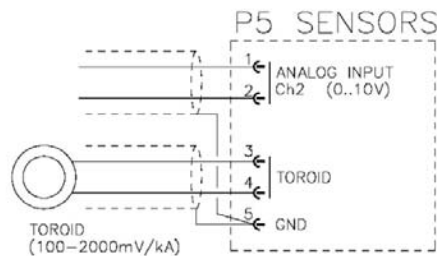 P5 SENSORS
1
ANALOG INPUT
2
Ch2 (0..10V)
3
TOROID
4
5
GND
TOROID
(100-2000mV/kA)